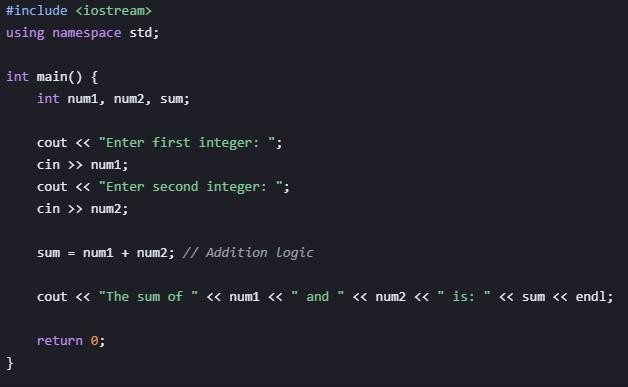 #include <iostream>
using namespace std;
int main() {
    int num1, num2, sum;
    cout << "Enter first integer: ";
    cin >> num1;
    cout << "Enter second integer: ";
    cin >> num2;
    sum = num1 + num2; // Addition logic
    cout << "The sum of " << num1 << " and " << num2 << " is: " << sum << endl;
    return 0;
}